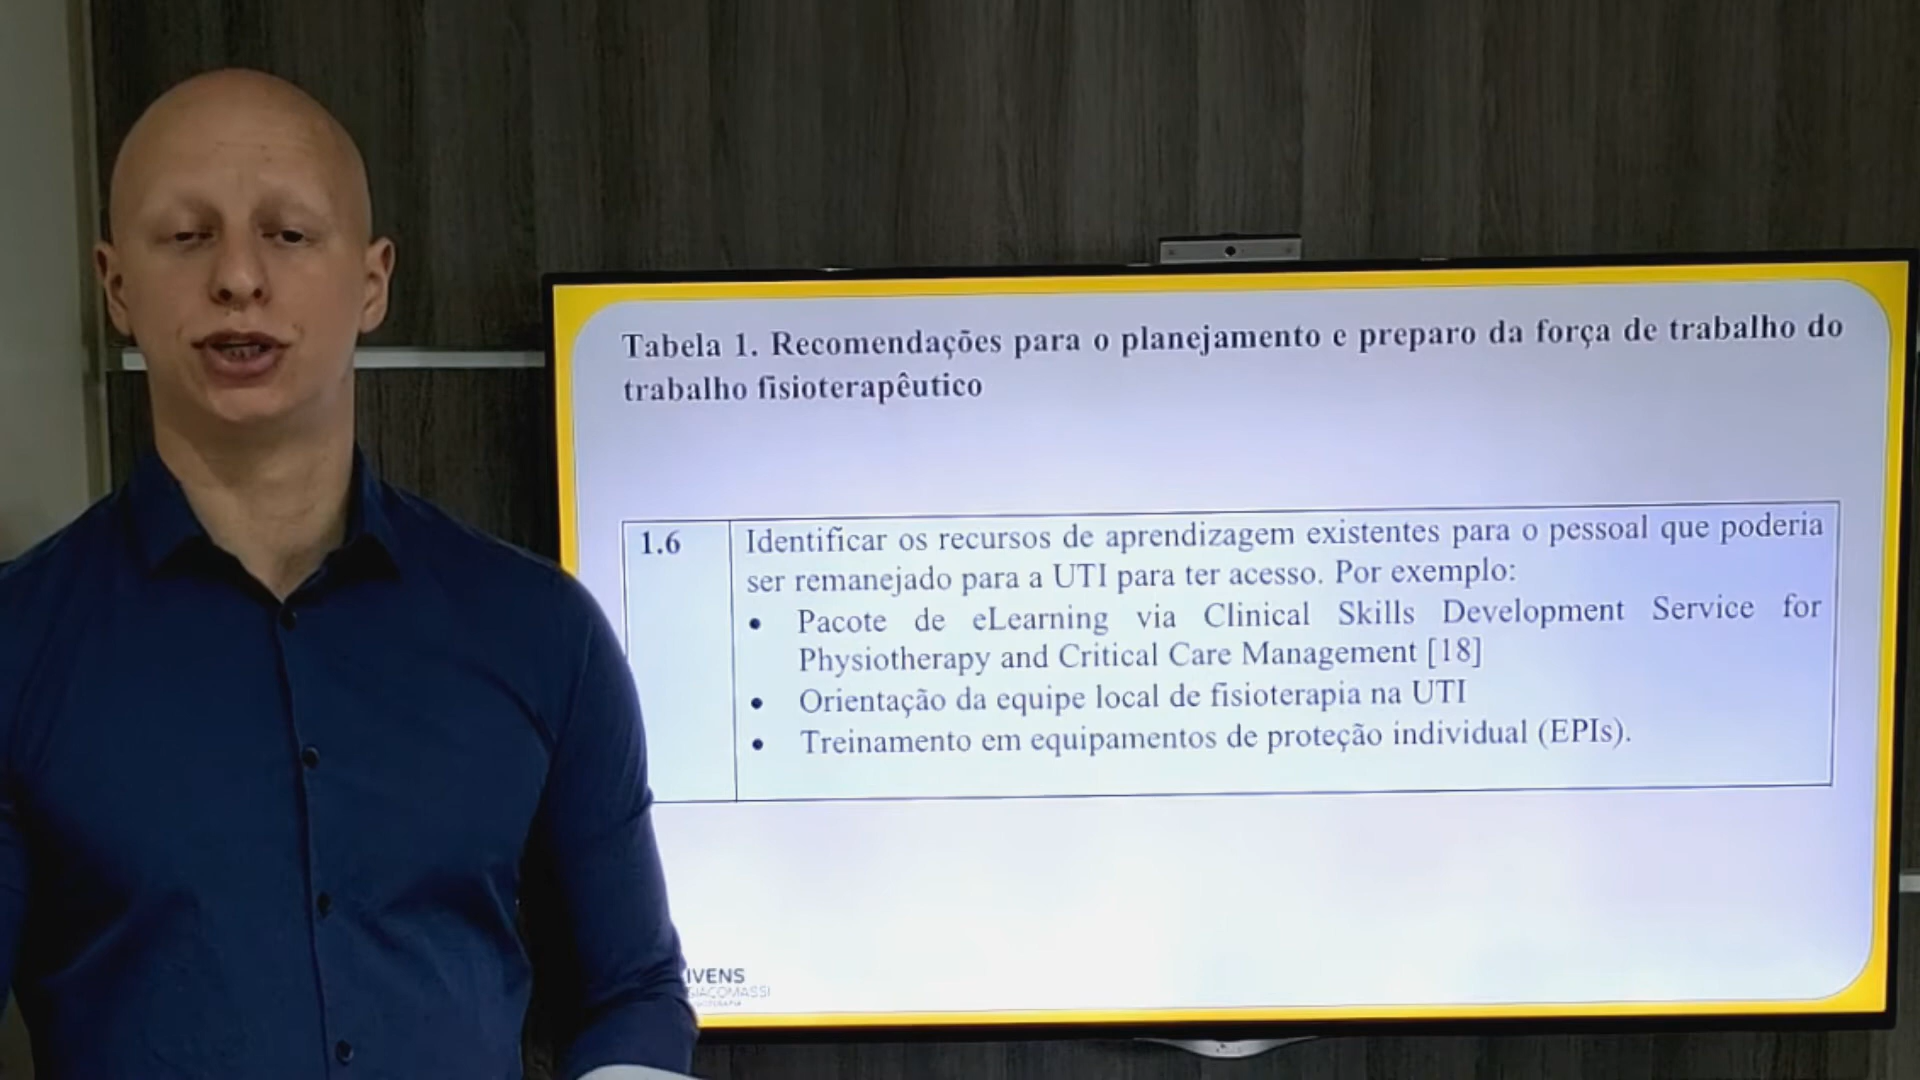 Tabela 1. Recomendações para o planejamento e preparo da força de trabalho do
trabalho fisioterapêutico
1.6
Identificar os recursos de aprendizagem existentes para o pessoal que poderia
ser remanejado para a UTI para ter acesso. Por exemplo:
• Pacote de eLearning via Clinical Skills Development Service for
Physiotherapy and Critical Care Management [18]
• Orientação da equipe local de fisioterapia na UTI
• Treinamento em equipamentos de proteção individual (EPIs).
IVENS
GIACOMASSI